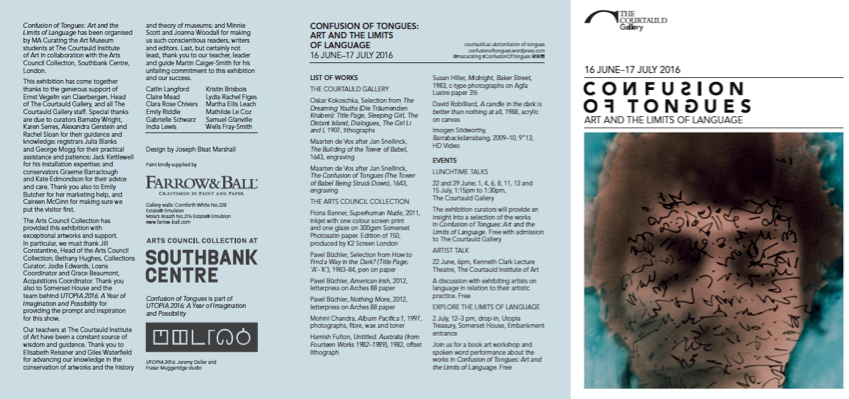 Confusion of Tongues: Art and the
Limits of Language has been organised
by MA Curating the Art Museum
students at The Courtauld Institute
of Art in collaboration with the Arts
Council Collection, Southbank Centre,
London.
This exhibition has come together
thanks to the generous support of
Ernst Vegelin van Claerbergen, Head
of The Courtauld Gallery, and all The
Courtauld Gallery staff. Special thanks
are due to curators Barnaby Wright,
Karen Serres, Alexandra Gerstein and
Rachel Sloan for their guidance and
knowledge; registrars Julia Blanks
and George Mogg for their practical
assistance and patience; Jack Kettlewell
for his installation expertise; and
conservators Graeme Barraclough
and Kate Edmondson for their advice
and care. Thank you also to Emily
Butcher for her marketing help, and
Caireen McGinn for making sure we
put the visitor first.
The Arts Council Collection has
provided this exhibition with
exceptional artworks and support.
In particular, we must thank Jill
Constantine, Head of the Arts Council
Collection; Bethany Hughes, Collections
Curator; Jodie Edwards, Loans
Coordinator and Grace Beaumont,
Acquisitions Coordinator. Thank you
also to Somerset House and the
team behind UTOPIA 2016: A Year of
Imagination and Possibility for
providing the prompt and inspiration
for this show.
Our teachers at The Courtauld Institute
of Art have been a constant source of
wisdom and guidance. Thank you to
Elisabeth Reissner and Giles Waterfield
for advancing our knowledge in the
conservation of artworks and the history
and theory of museums; and Minnie
Scott and Joanna Woodall for making
us such conscientious readers, writers
and editors. Last, but certainly not
least, thank you to our teacher, leader
and guide Martin Caiger-Smith for his
unfailing commitment to this exhibition
and our success.
Caitlin Langford
Claire Mead
Clara Rose Chivers
Emily Riddle
Gabrielle Schwarz
India Lewis
Kristin Brisbois
Lydia Rachel Figes
Martha Ellis Leach
Mathilde Le Coz
Samuel Glanville
Wells Fray-Smith
Design by Joseph Bisat Marshall
Paint kindly supplied by
FARROW&BALL
CRAFTSMEN IN PAINT AND PAPER
Gallery walls: Cornforth White No.228
Estate® Emulsion
Mole's Breath No.276 Estate® Emulsion
www.farrow-ball.com
ARTS COUNCIL COLLECTION AT
SOUTHBANK
CENTRE
Confusion of Tongues is part of
UTOPIA 2016: A Year of Imagination
and Possibility
UTOPIA 2016: Jeremy Deller and
Fraser Muggeridge studio
CONFUSION OF TONGUES:
ART AND THE LIMITS
OF LANGUAGE
16 JUNE–17 JULY 2016
courtauld.ac.uk/confusion-of-tongues
confusionoftongues.wordpress.com
@macurating #ConfusionOfTongues
LIST OF WORKS
THE COURTAULD GALLERY
Oskar Kokoschka, Selection from The
Dreaming Youths (Die Träumenden
Knaben): Title Page, Sleeping Girl, The
Distant Island, Dialogues, The Girl Li
and I, 1907, lithographs
Maarten de Vos after Jan Snellinck,
The Building of the Tower of Babel,
1643, engraving
Maarten de Vos after Jan Snellinck,
The Confusion of Tongues (The Tower
of Babel Being Struck Down), 1643,
engraving
THE ARTS COUNCIL COLLECTION
Fiona Banner, Superhuman Nude, 2011,
inkjet with one colour screen print
and one glaze on 300gsm Somerset
Photosatin paper. Edition of 150,
produced by K2 Screen London
Pavel Büchler, Selection from How to
Find a Way in the Dark? (Title Page;
'A'–'K'), 1983–84, pen on paper
Pavel Büchler, American Irish, 2012,
letterpress on Arches 88 paper
Pavel Büchler, Nothing More, 2012,
letterpress on Arches 88 paper
Mohini Chandra, Album Pacifica 1, 1997,
photographs, fibre, wax and toner
Hamish Fulton, Untitled. Australia (from
Fourteen Works 1982–1989), 1982, offset
lithograph
Susan Hiller, Midnight, Baker Street,
1983, c-type photographs on Agfa
Lustre paper
David Robilliard, A candle in the dark is
better than nothing at all, 1988, acrylic
on canvas
Imogen Stidworthy,
Barrabackslarrabang, 2009–10, 9"13,
HD Video
EVENTS
LUNCHTIME TALKS
22 and 29 June; 1, 4, 6, 8, 11, 13 and
15 July, 1:15pm to 1:30pm,
The Courtauld Gallery
The exhibition curators will provide an
insight into a selection of the works
in Confusion of Tongues: Art and the
Limits of Language. Free with admission
to The Courtauld Gallery
ARTIST TALK
22 June, 6pm, Kenneth Clark Lecture
Theatre, The Courtauld Institute of Art
A discussion with exhibiting artists on
language in relation to their artistic
practice. Free
EXPLORE THE LIMITS OF LANGUAGE
2 July, 12–3 pm, drop-in, Utopia
Treasury, Somerset House, Embankment
entrance
Join us for a book art workshop and
spoken word performance about the
works in Confusion of Tongues: Art and
the Limits of Language. Free
THE
COURTAULD
Gallery
16 JUNE–17 JULY 2016
CONFUSION
OF TONGUES
ART AND THE LIMITS OF LANGUAGE